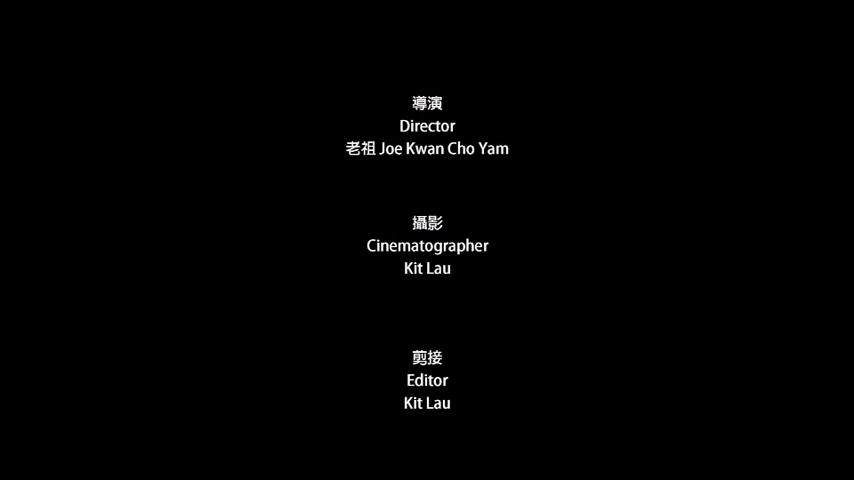 導演
Director
老祖 Joe Kwan Cho Yam
攝影
Cinematographer
Kit Lau
剪接
Editor
Kit Lau